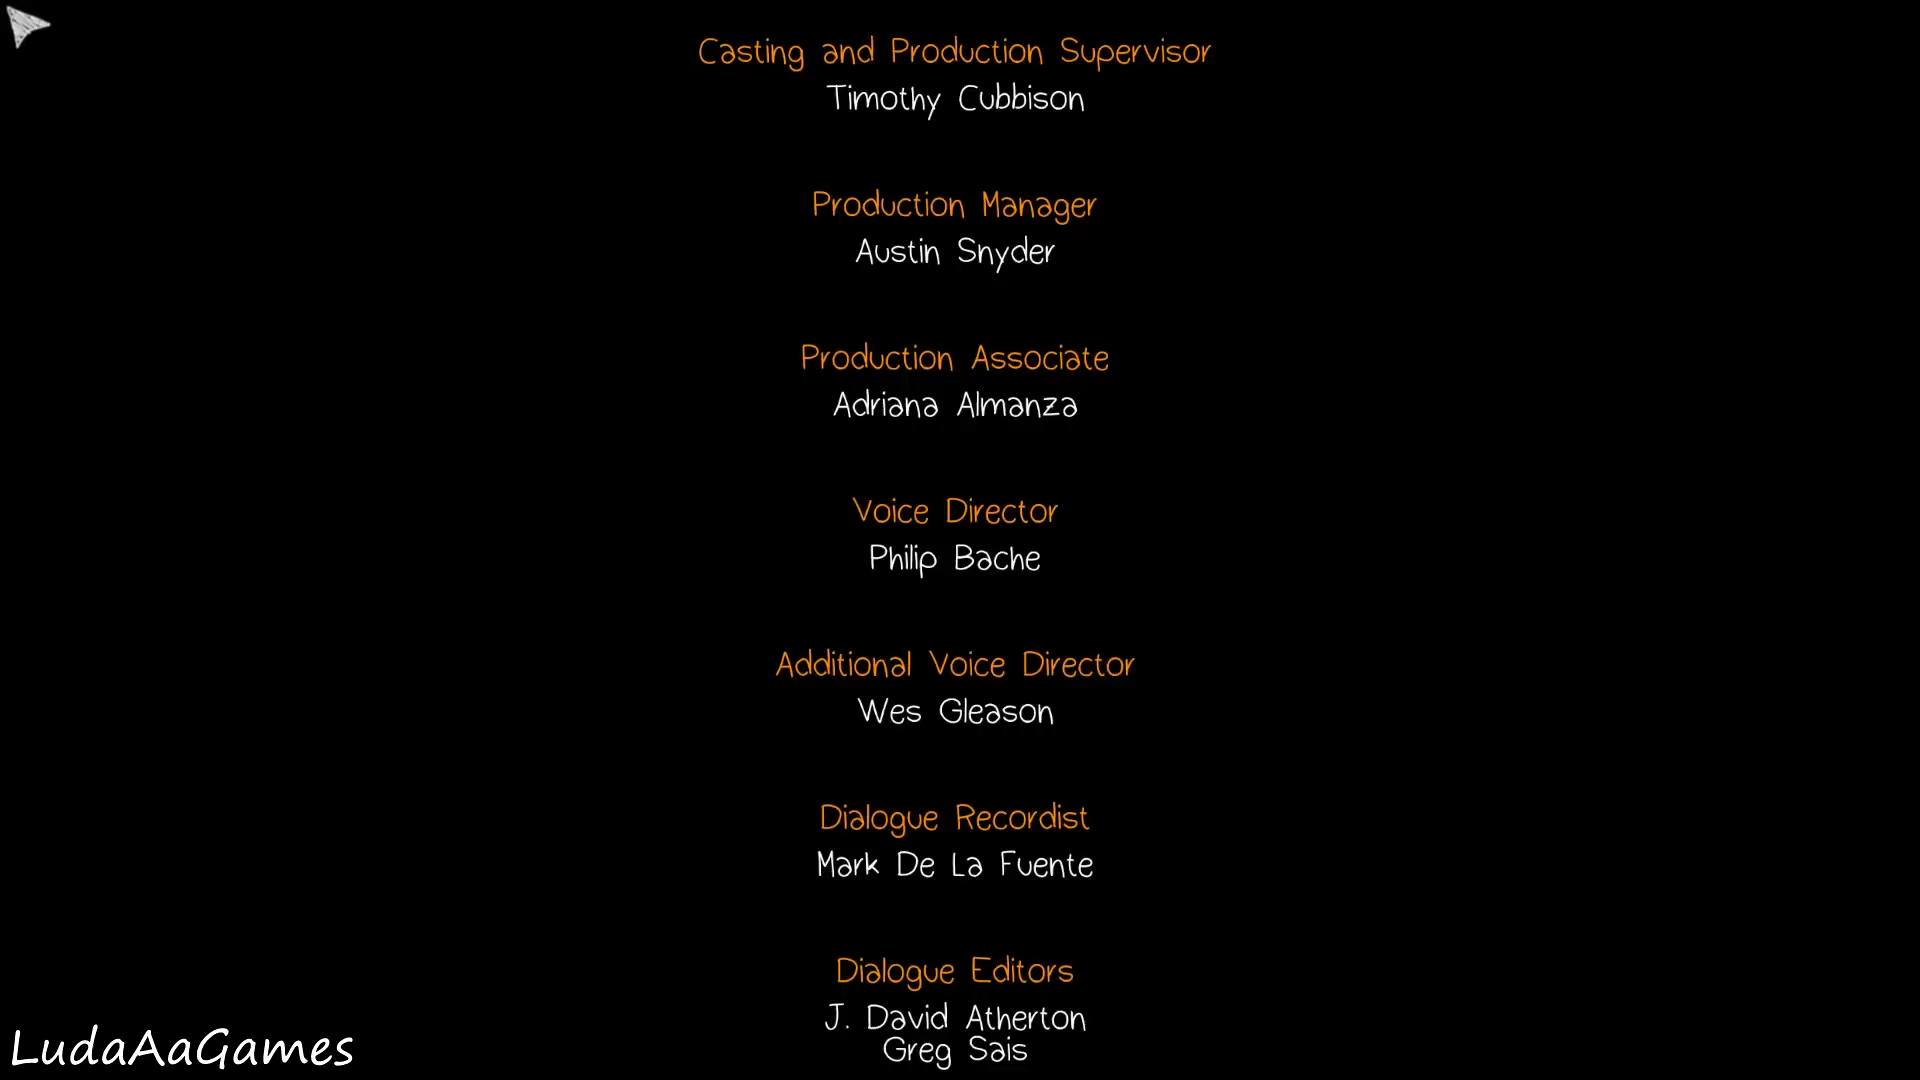 Casting and Production Supervisor
Timothy Cubbison
Production Manager
Austin Snyder
Production Associate
Adriana Almanza
Voice Director
Philip Bache
Additional Voice Director
Wes Gleason
Dialogue Recordist
Mark De La Fuente
Dialogue Editors
J. David Atherton
Greg Sais
LudaAaGames